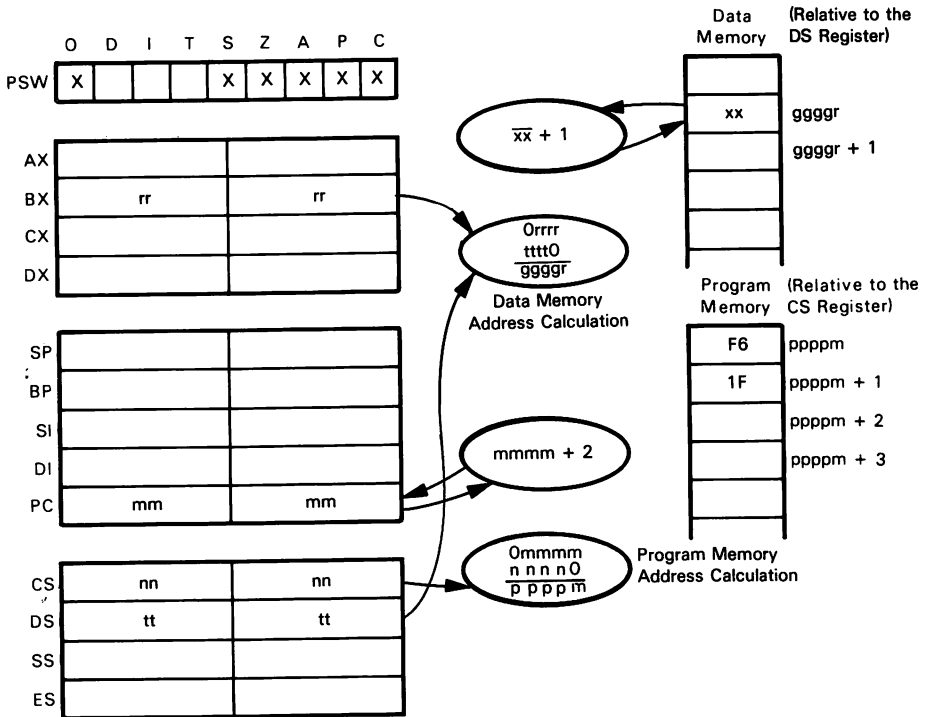 O D I T S Z A P C
PSW X X X X X X
AX
BX rr rr
CX
DX
SP
BP
SI
DI
PC mm mm
CS nn nn
DS tt tt
SS
ES
x̅x̅ + 1
0rrrr
tttt0
ggggr
Data Memory
Address Calculation
mmmm + 2
0mmmm
n n n n 0
p p p p m
Program Memory
Address Calculation
Data
Memory
(Relative to the
DS Register)
xx ggggr
ggggr + 1
Program
Memory
(Relative to the
CS Register)
F6 ppppm
1F ppppm + 1
ppppm + 2
ppppm + 3